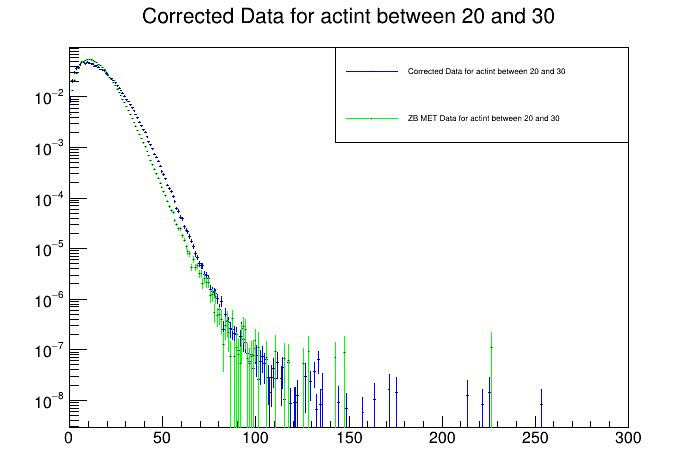 Corrected Data for actint between 20 and 30
Corrected Data for actint between 20 and 30
ZB MET Data for actint between 20 and 30
10−2
10−3
10−4
10−5
10−6
10−7
10−8
0 50 100 150 200 250 300